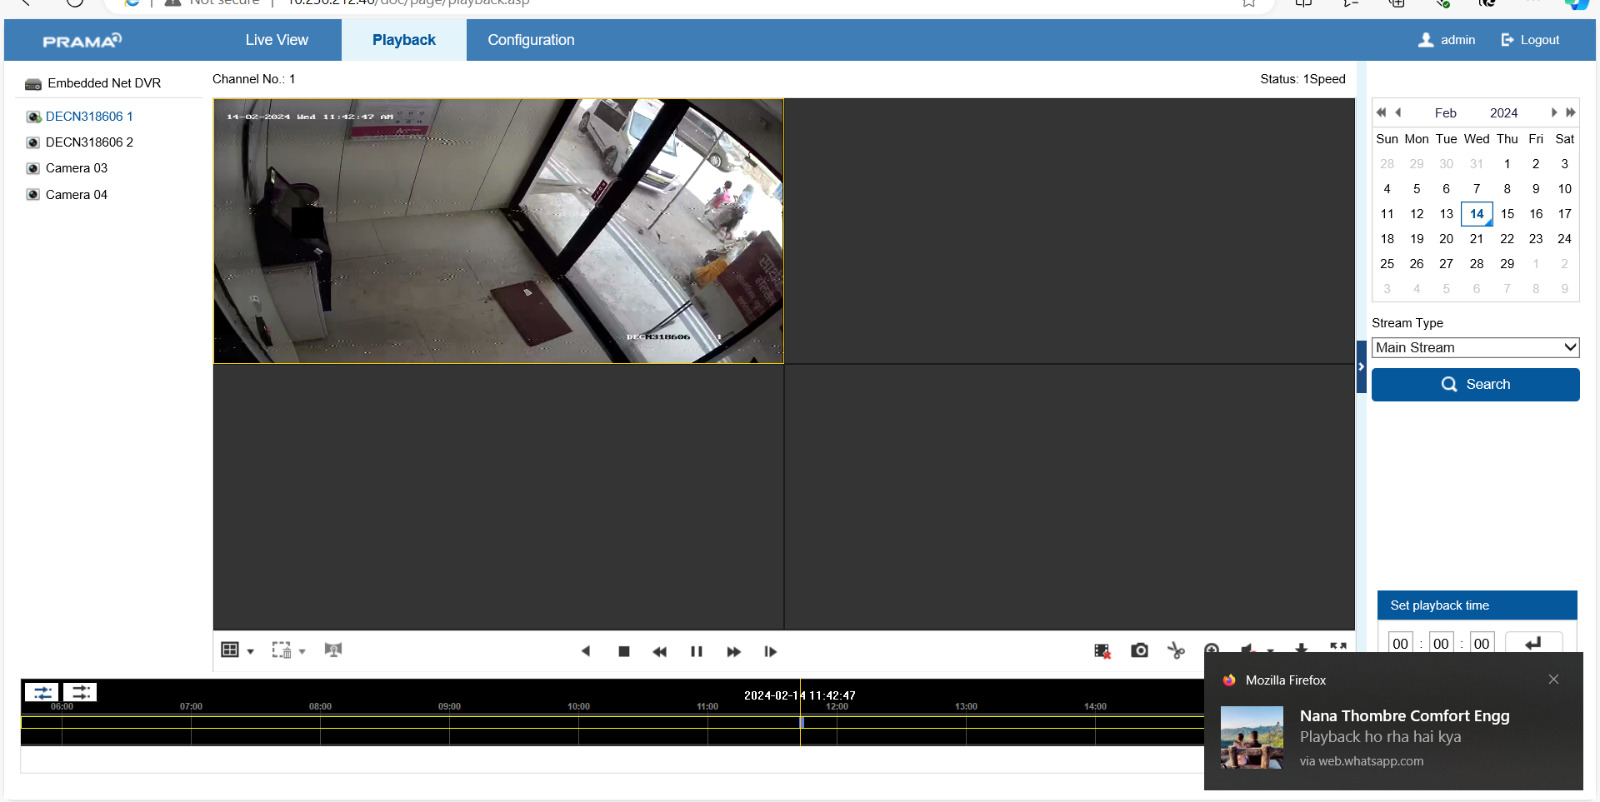 Not secure | 10.230.212.40/doc/page/playback.asp
PRAMA
Live View
Playback
Configuration
admin
Logout
Embedded Net DVR
DECN318606 1
DECN318606 2
Camera 03
Camera 04
Channel No.: 1
Status: 1Speed
14-02-2024 Wed 11:42:47 AM
DECN318606 1
Feb 2024
Sun Mon Tue Wed Thu Fri Sat
28 29 30 31 1 2 3
4 5 6 7 8 9 10
11 12 13 14 15 16 17
18 19 20 21 22 23 24
25 26 27 28 29 1 2
3 4 5 6 7 8 9
Stream Type
Main Stream
Search
Set playback time
00 : 00 : 00
2024-02-14 11:42:47
06:00 07:00 08:00 09:00 10:00 11:00 12:00 13:00 14:00
Mozilla Firefox
Nana Thombre Comfort Engg
Playback ho rha hai kya
via web.whatsapp.com